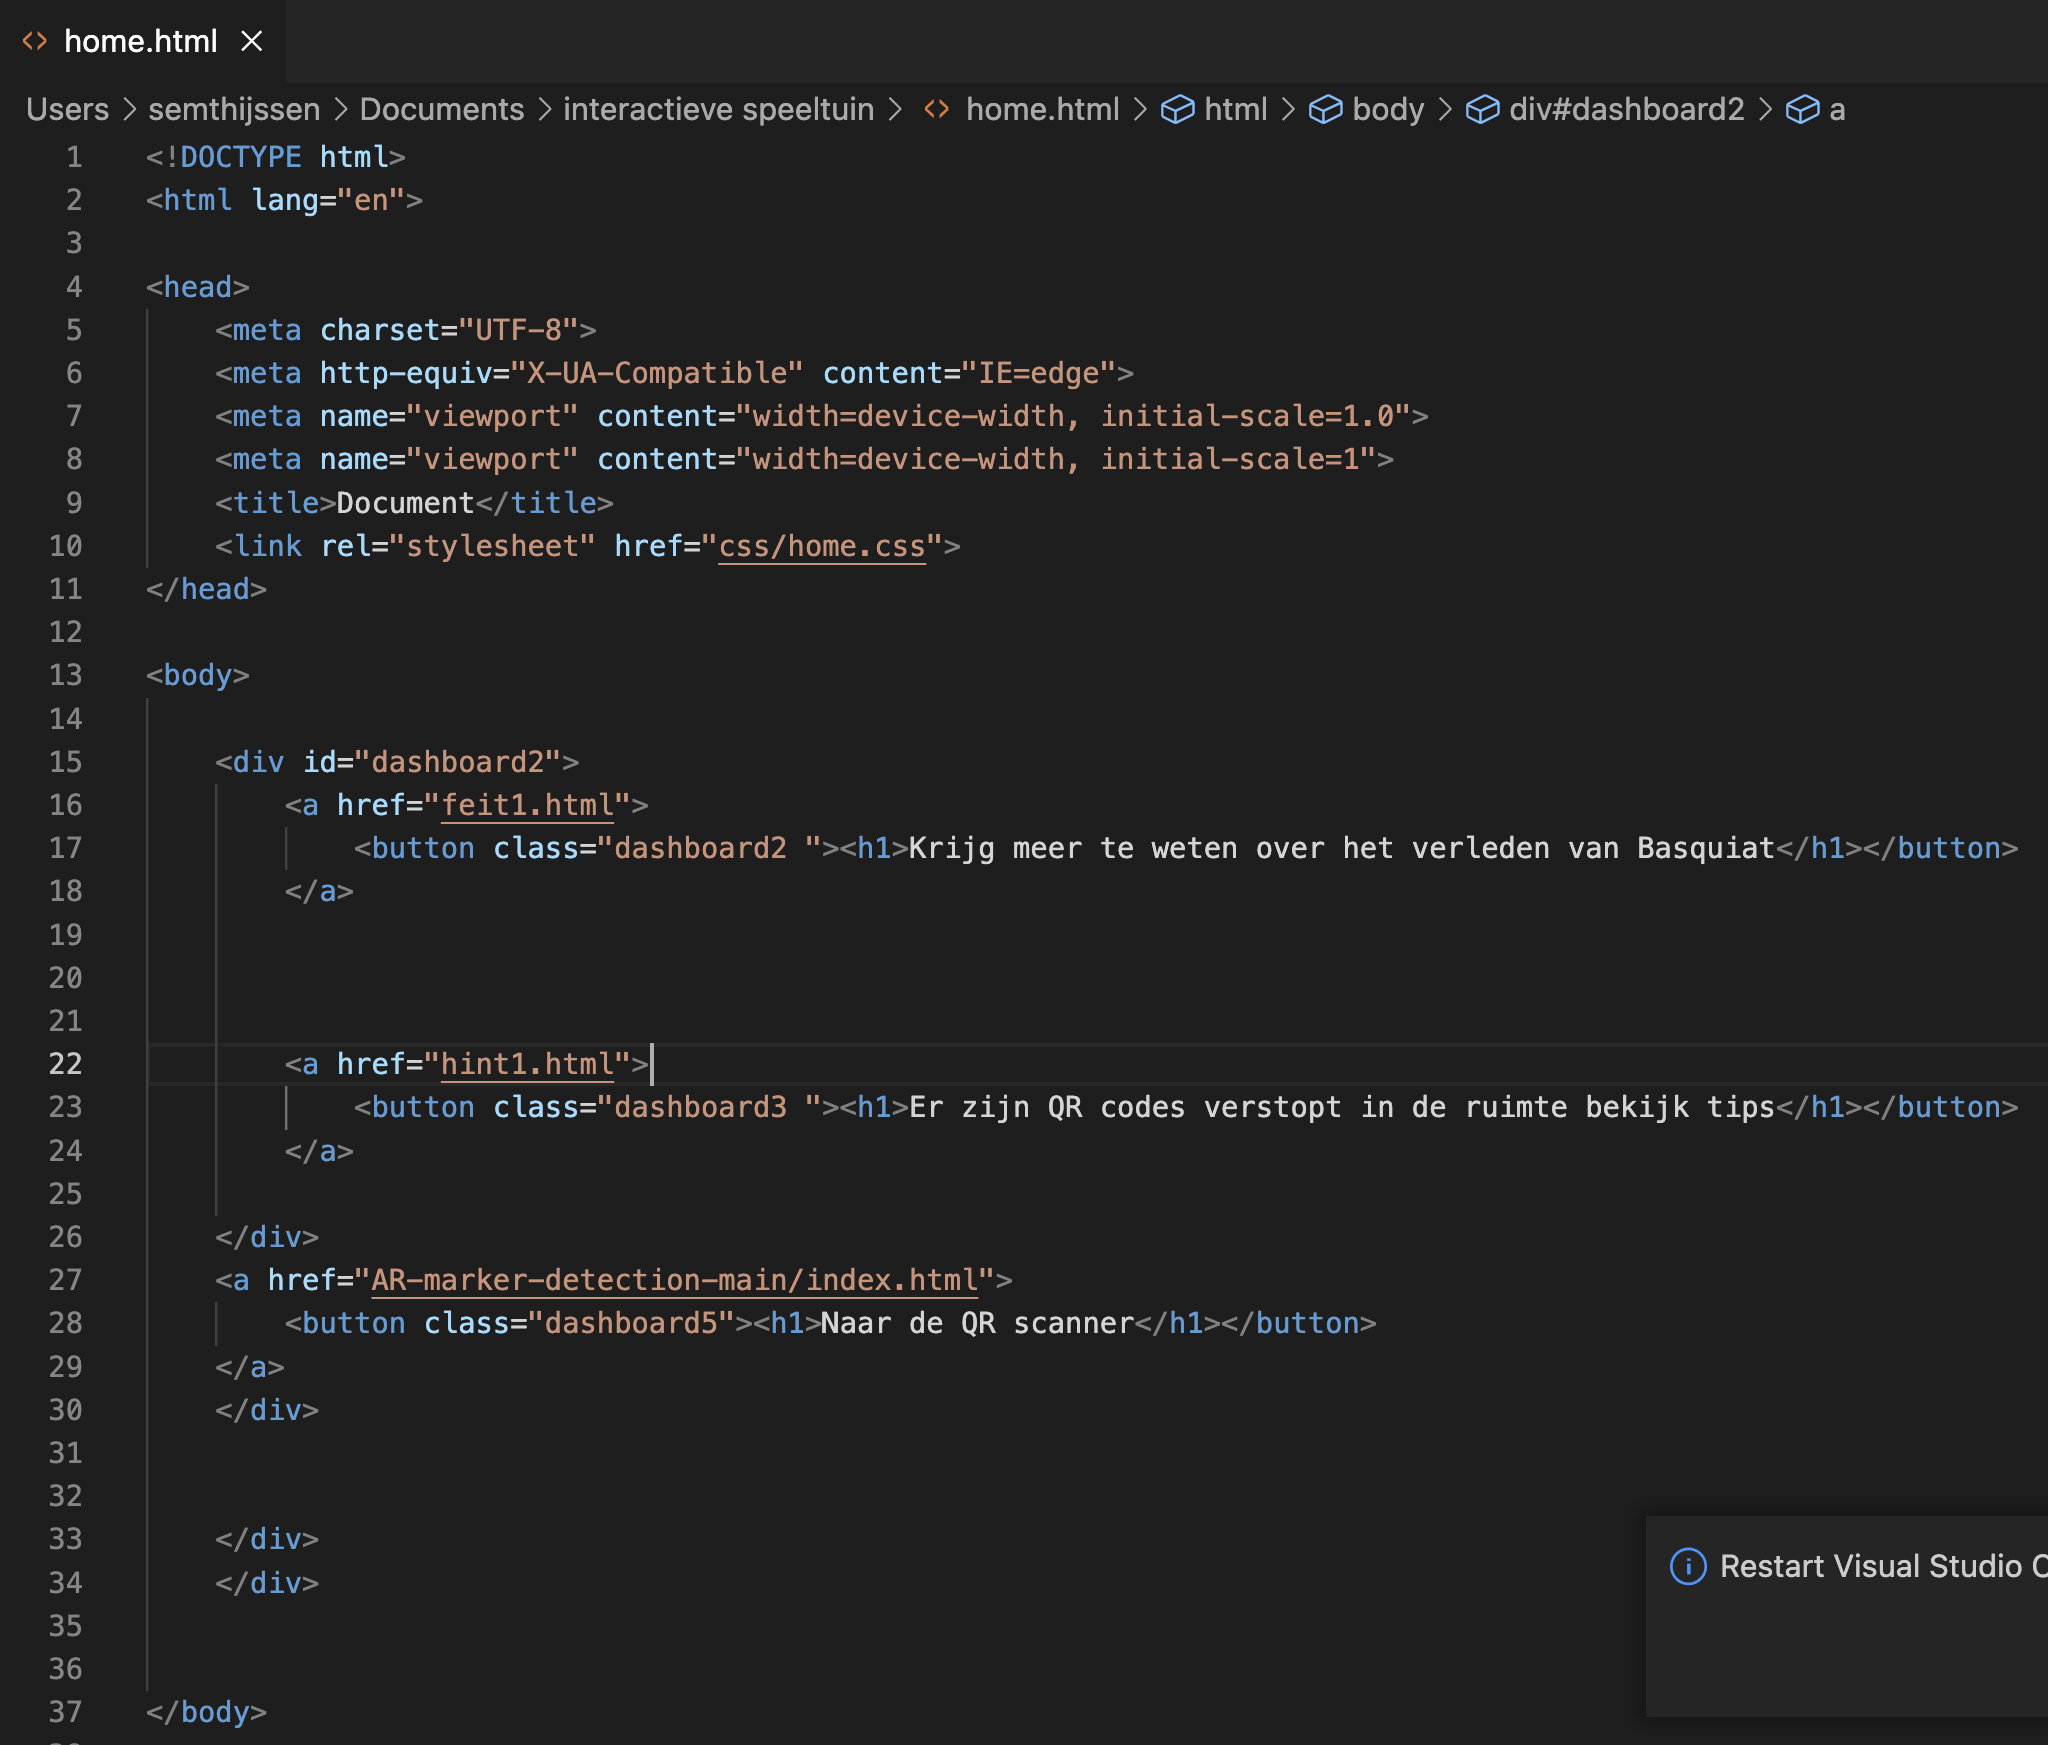 home.html
Users > semthijssen > Documents > interactieve speeltuin > home.html > html > body > div#dashboard2 > a
1 <!DOCTYPE html>
2 <html lang="en">
3
4 <head>
5 <meta charset="UTF-8">
6 <meta http-equiv="X-UA-Compatible" content="IE=edge">
7 <meta name="viewport" content="width=device-width, initial-scale=1.0">
8 <meta name="viewport" content="width=device-width, initial-scale=1">
9 <title>Document</title>
10 <link rel="stylesheet" href="css/home.css">
11 </head>
12
13 <body>
14
15 <div id="dashboard2">
16 <a href="feit1.html">
17 <button class="dashboard2 "><h1>Krijg meer te weten over het verleden van Basquiat</h1></button>
18 </a>
19
20
21
22 <a href="hint1.html">
23 <button class="dashboard3 "><h1>Er zijn QR codes verstopt in de ruimte bekijk tips</h1></button>
24 </a>
25
26 </div>
27 <a href="AR-marker-detection-main/index.html">
28 <button class="dashboard5"><h1>Naar de QR scanner</h1></button>
29 </a>
30 </div>
31
32
33 </div>
34 </div>
35
36
37 </body>
Restart Visual Studio